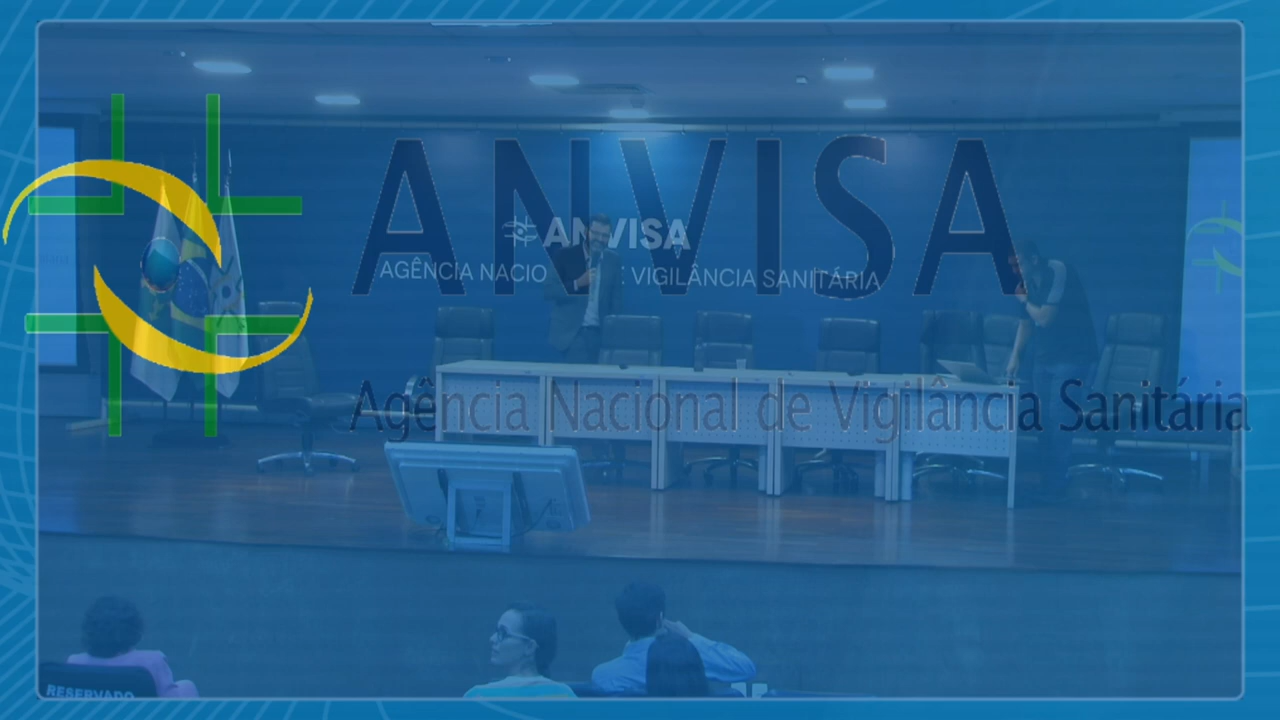 ANVISA
ANVISA
AGÊNCIA NACIO E VIGILÂNCIA SANITÁRIA
Agência Nacional de Vigilância Sanitária
RESERVADO